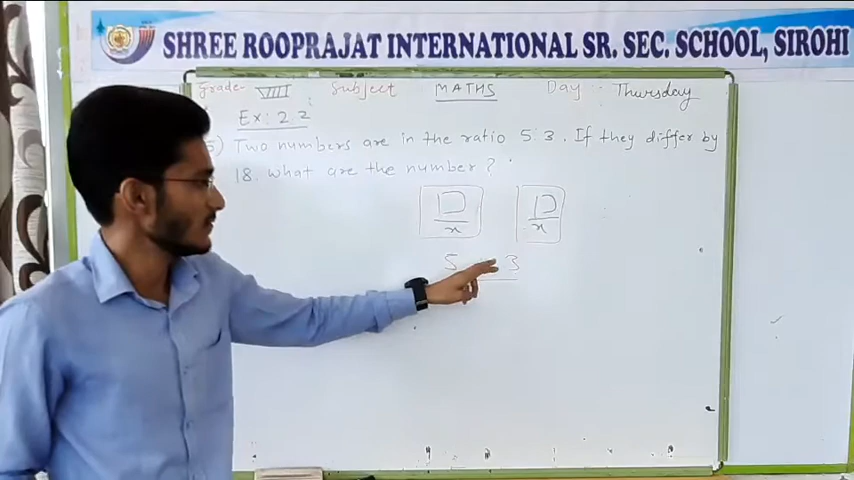 SHREE ROOPRAJAT INTERNATIONAL SR. SEC. SCHOOL, SIROHI
Grade- VIII Subject : MATHS Day : Thursday
Ex: 2.2
5) Two numbers are in the ratio 5:3. If they differ by
18. what are the numbers?
x x
5 3